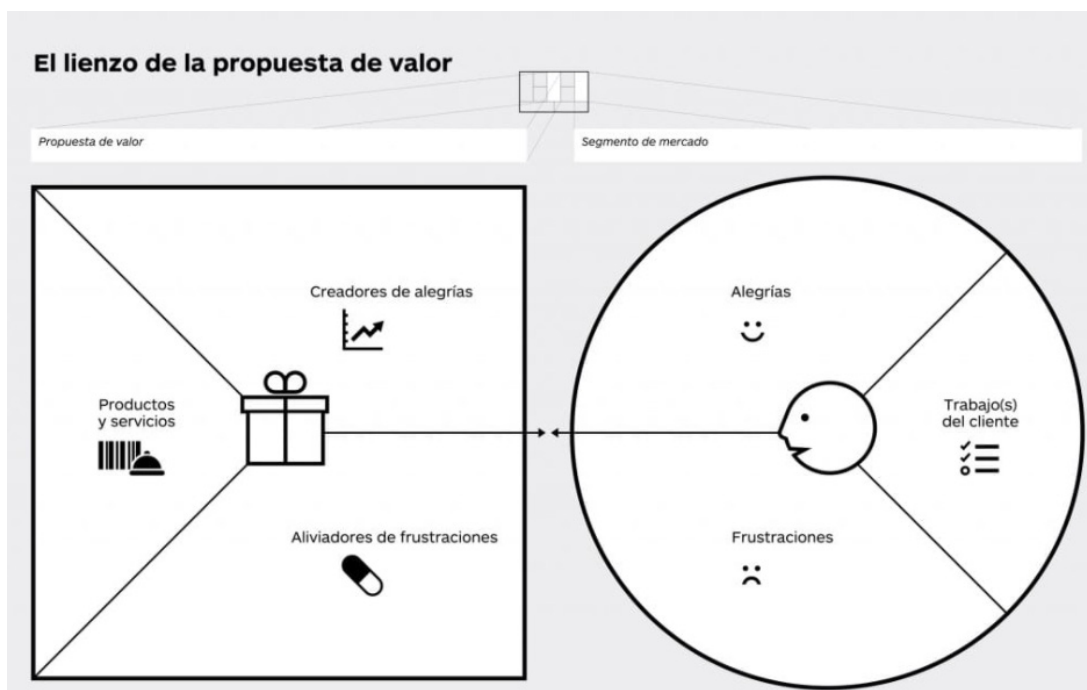 El lienzo de la propuesta de valor
Propuesta de valor
Segmento de mercado
Creadores de alegrías
Productos
y servicios
Aliviadores de frustraciones
Alegrías
Trabajo(s)
del cliente
Frustraciones